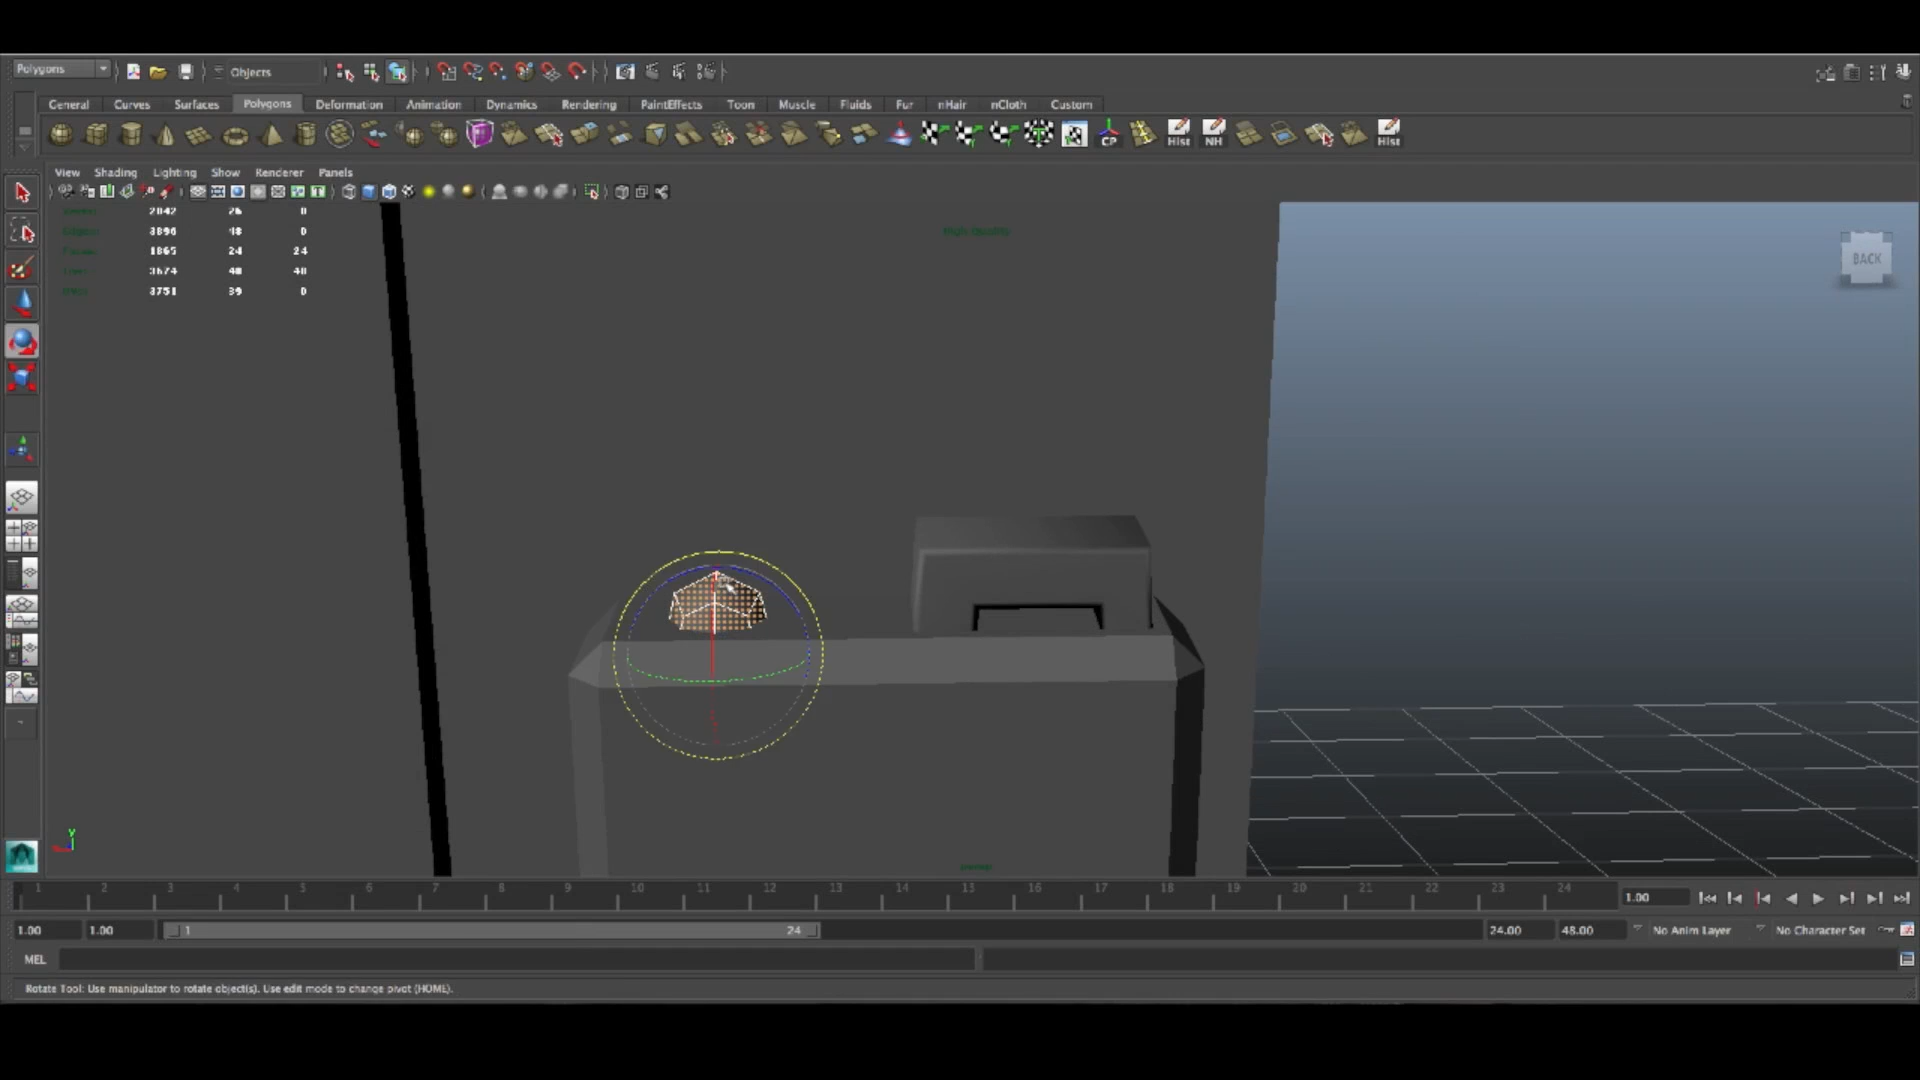 Polygons Objects
General Curves Surfaces Polygons Deformation Animation Dynamics Rendering PaintEffects Toon Muscle Fluids Fur nHair nCloth Custom
CP Hist NH Hist
View Shading Lighting Show Renderer Panels
2042 26 0
3896 48 0
1865 24 24
3674 48 48
3751 39 0
High Quality
BACK
persp
y
1 2 3 4 5 6 7 8 9 10 11 12 13 14 15 16 17 18 19 20 21 22 23 24 1.00
1.00 1.00 1 24 24.00 48.00 No Anim Layer No Character Set
MEL
Rotate Tool: Use manipulator to rotate object(s). Use edit mode to change pivot (HOME).